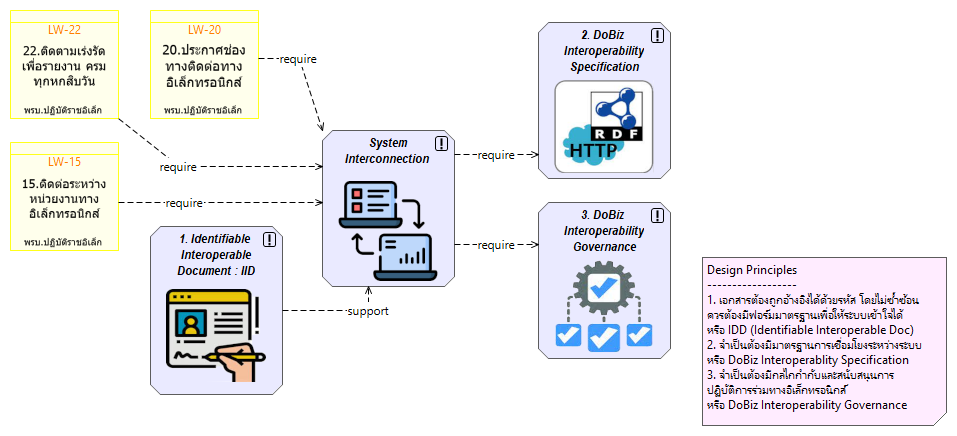 LW-22
22.ติดตามเร่งรัด
เพื่อรายงาน ครม
ทุกหกสิบวัน
พรบ.ปฏิบัติราชอิเล็ก
LW-20
20.ประกาศช่อง
ทางติดต่อทาง
อิเล็กทรอนิกส์
พรบ.ปฏิบัติราชอิเล็ก
LW-15
15.ติดต่อระหว่าง
หน่วยงานทาง
อิเล็กทรอนิกส์
พรบ.ปฏิบัติราชอิเล็ก
require
require
require
1. Identifiable
Interoperable
Document : IID
support
System
Interconnection
require
require
2. DoBiz
Interoperability
Specification
RDF
HTTP
3. DoBiz
Interoperability
Governance
Design Principles
------------------
1. เอกสารต้องถูกอ้างอิงได้ด้วยรหัส โดยไม่ซ้ำซ้อน
ควรต้องมีฟอร์มมาตรฐานเพื่อให้ระบบเข้าใจได้
หรือ IDD (Identifiable Interoperable Doc)
2. จำเป็นต้องมีมาตรฐานการเชื่อมโยงระหว่างระบบ
หรือ DoBiz Interoperablity Specification
3. จำเป็นต้องมีกลไกกำกับและสนับสนุนการ
ปฏิบัติการร่วมทางอิเล็กทรอนิกส์
หรือ DoBiz Interoperability Governance